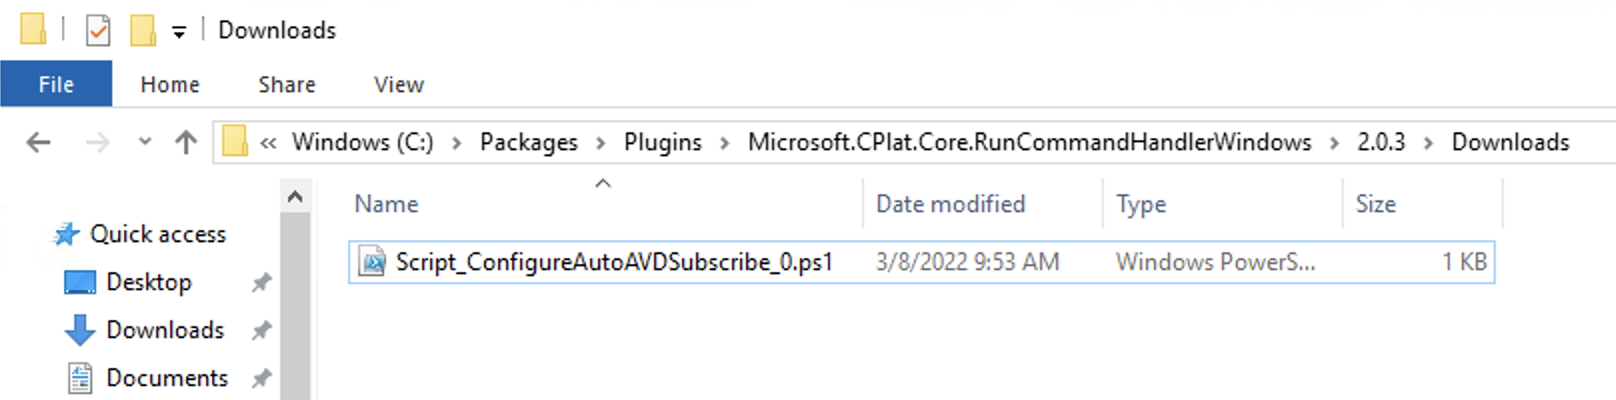 Downloads
File Home Share View
« Windows (C:) › Packages › Plugins › Microsoft.CPlat.Core.RunCommandHandlerWindows › 2.0.3 › Downloads
Name Date modified Type Size
Quick access
Script_ConfigureAutoAVDSubscribe_0.ps1 3/8/2022 9:53 AM Windows PowerS... 1 KB
Desktop
Downloads
Documents